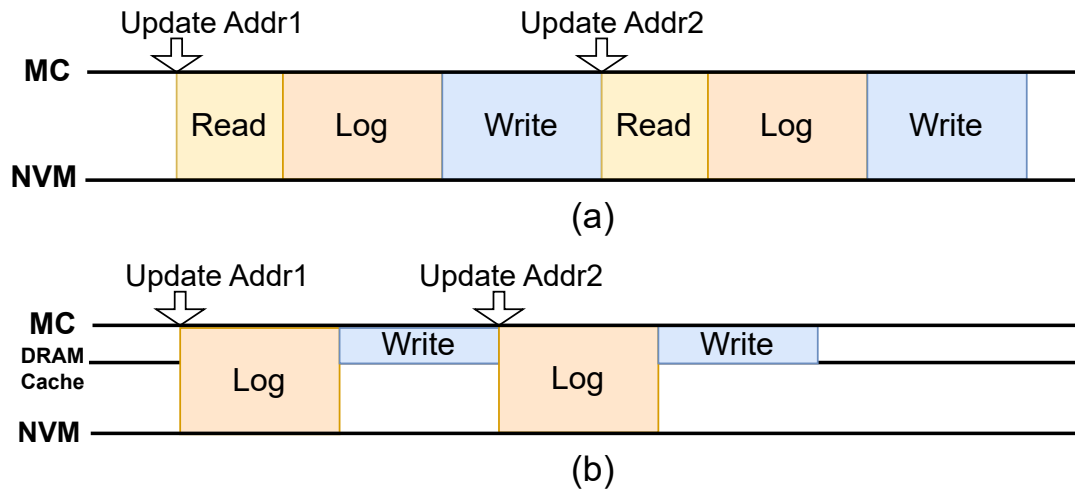 Update Addr1 Update Addr2
MC
Read Log Write Read Log Write
NVM
(a)
Update Addr1 Update Addr2
MC
Write Write
DRAM
Cache
Log Log
NVM
(b)